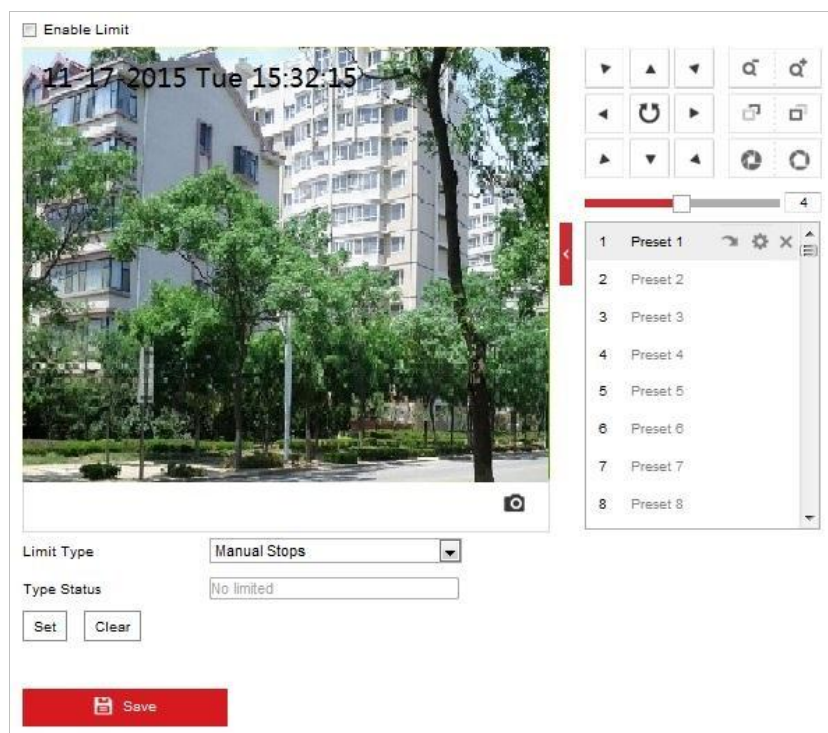 Enable Limit
11-17-2015 Tue 15:32:15
4
1 Preset 1
2 Preset 2
3 Preset 3
4 Preset 4
5 Preset 5
6 Preset 6
7 Preset 7
8 Preset 8
Limit Type Manual Stops
Type Status No limited
Set Clear
Save